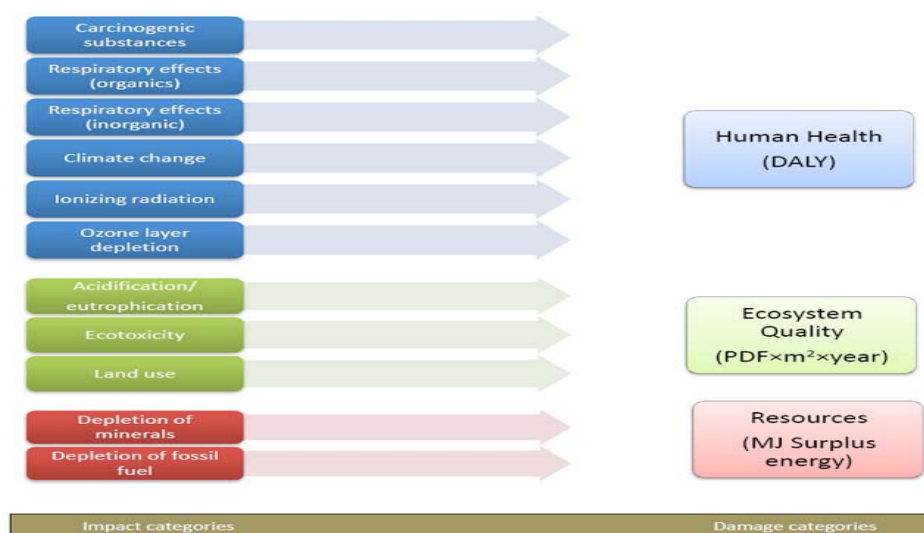 Carcinogenic
substances
Respiratory effects
(organics)
Respiratory effects
(inorganic)
Climate change
Ionizing radiation
Ozone layer
depletion
Human Health
(DALY)
Acidification/
eutrophication
Ecotoxicity
Land use
Ecosystem
Quality
(PDF×m²×year)
Depletion of
minerals
Depletion of fossil
fuel
Resources
(MJ Surplus
energy)
Impact categories
Damage categories